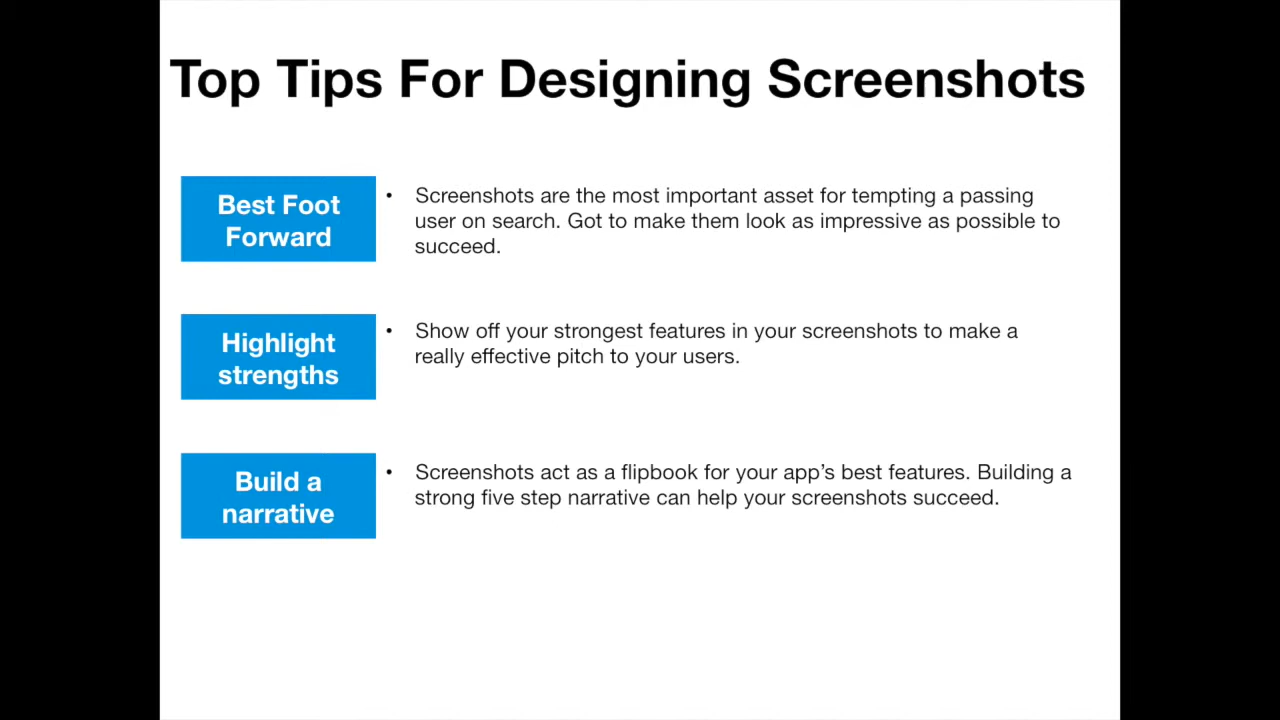 Top Tips For Designing Screenshots
Best Foot
Forward
• Screenshots are the most important asset for tempting a passing
user on search. Got to make them look as impressive as possible to
succeed.
Highlight
strengths
• Show off your strongest features in your screenshots to make a
really effective pitch to your users.
Build a
narrative
• Screenshots act as a flipbook for your app’s best features. Building a
strong five step narrative can help your screenshots succeed.